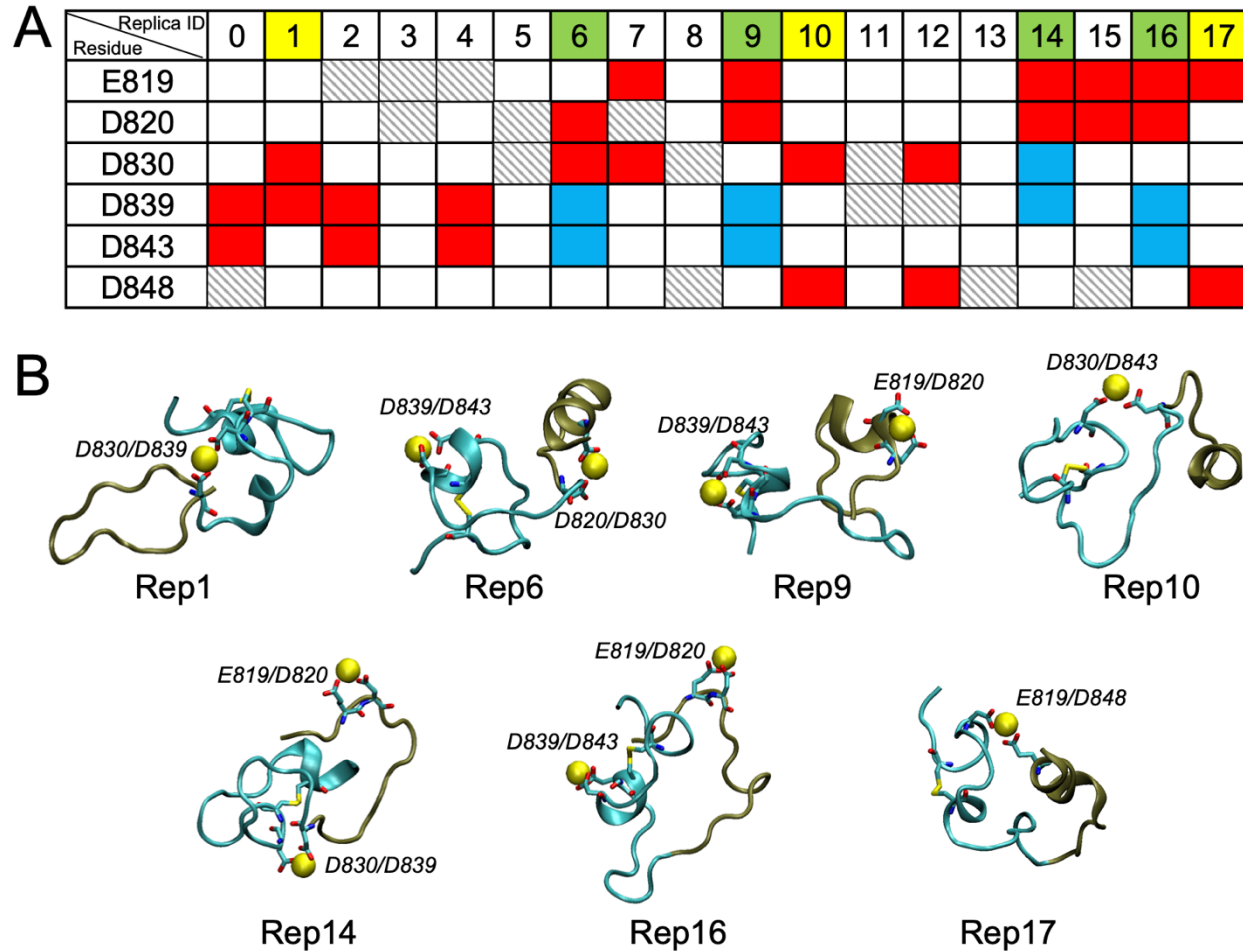 A
Replica ID
Residue
0 1 2 3 4 5 6 7 8 9 10 11 12 13 14 15 16 17
E819
D820
D830
D839
D843
D848
B
D830/D839
Rep1
D839/D843
D820/D830
Rep6
E819/D820
D839/D843
Rep9
D830/D843
Rep10
E819/D820
D830/D839
Rep14
E819/D820
D839/D843
Rep16
E819/D848
Rep17